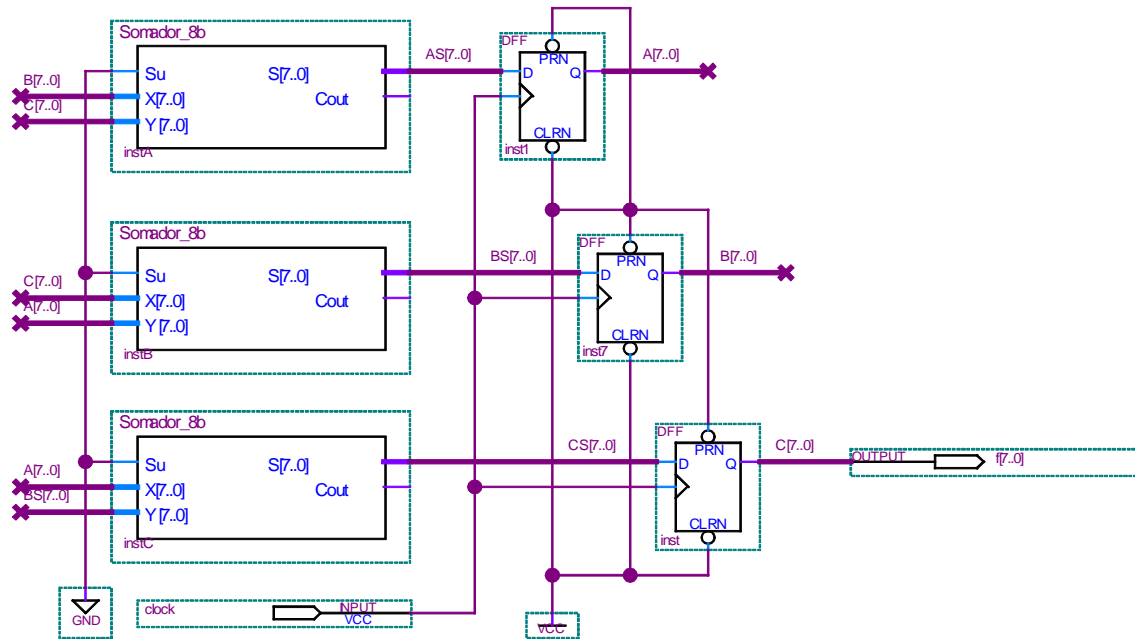 Somador_8b
Su
S[7..0]
B[7..0]
X[7..0]
Cout
C[7..0]
Y[7..0]
instA
AS[7..0]
DFF
PRN
D
Q
CLRN
inst1
A[7..0]
Somador_8b
Su
S[7..0]
C[7..0]
X[7..0]
Cout
A[7..0]
Y[7..0]
instB
BS[7..0]
DFF
PRN
D
Q
CLRN
inst7
B[7..0]
Somador_8b
Su
S[7..0]
A[7..0]
X[7..0]
Cout
BS[7..0]
Y[7..0]
instC
CS[7..0]
DFF
PRN
D
Q
CLRN
inst
C[7..0]
OUTPUT
f[7..0]
GND
clock
INPUT
VCC
VCC